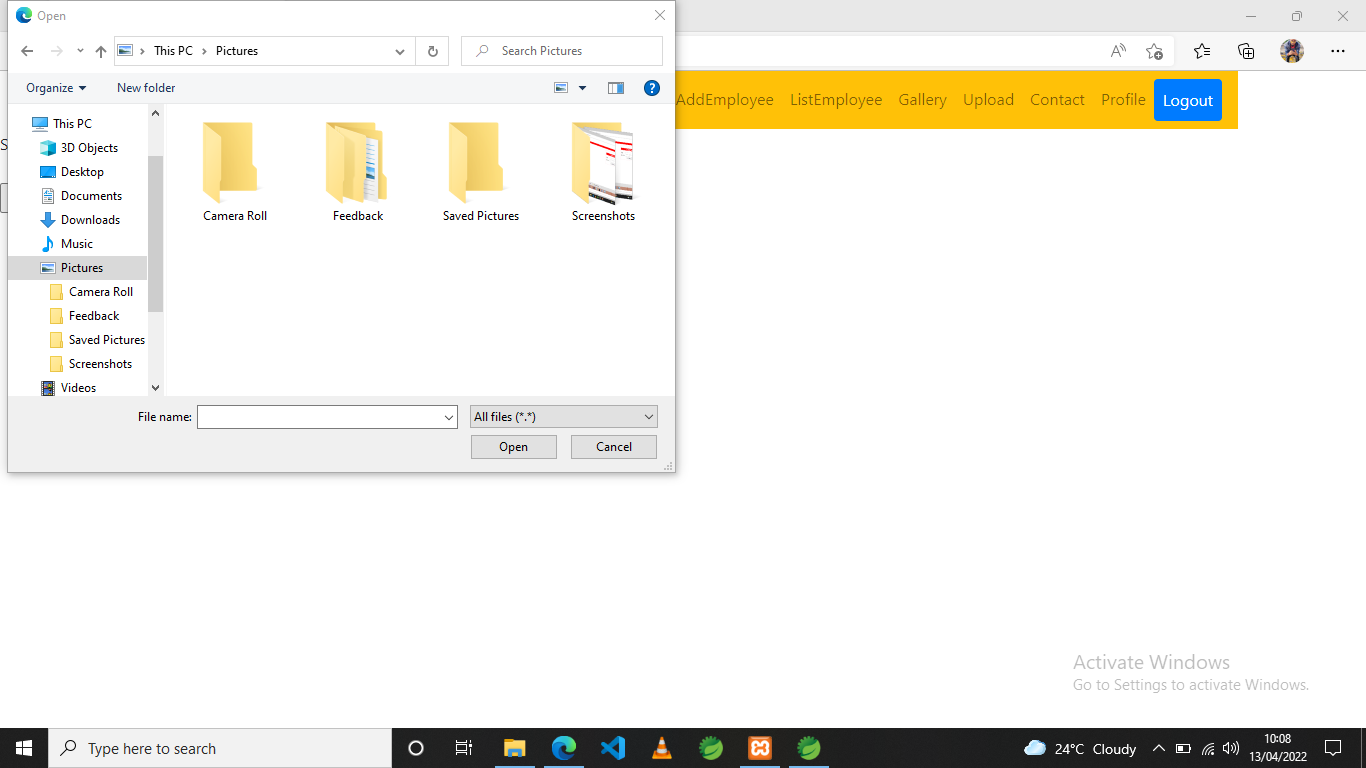 Open
This PC
Pictures
Search Pictures
Organize
New folder
AddEmployee
ListEmployee
Gallery
Upload
Contact
Profile
Logout
S
This PC
3D Objects
Desktop
Documents
Downloads
Music
Pictures
Camera Roll
Feedback
Saved Pictures
Screenshots
Videos
Camera Roll
Feedback
Saved Pictures
Screenshots
File name:
All files (*.*)
Open
Cancel
Activate Windows
Go to Settings to activate Windows.
Type here to search
24°C Cloudy
10:08
13/04/2022